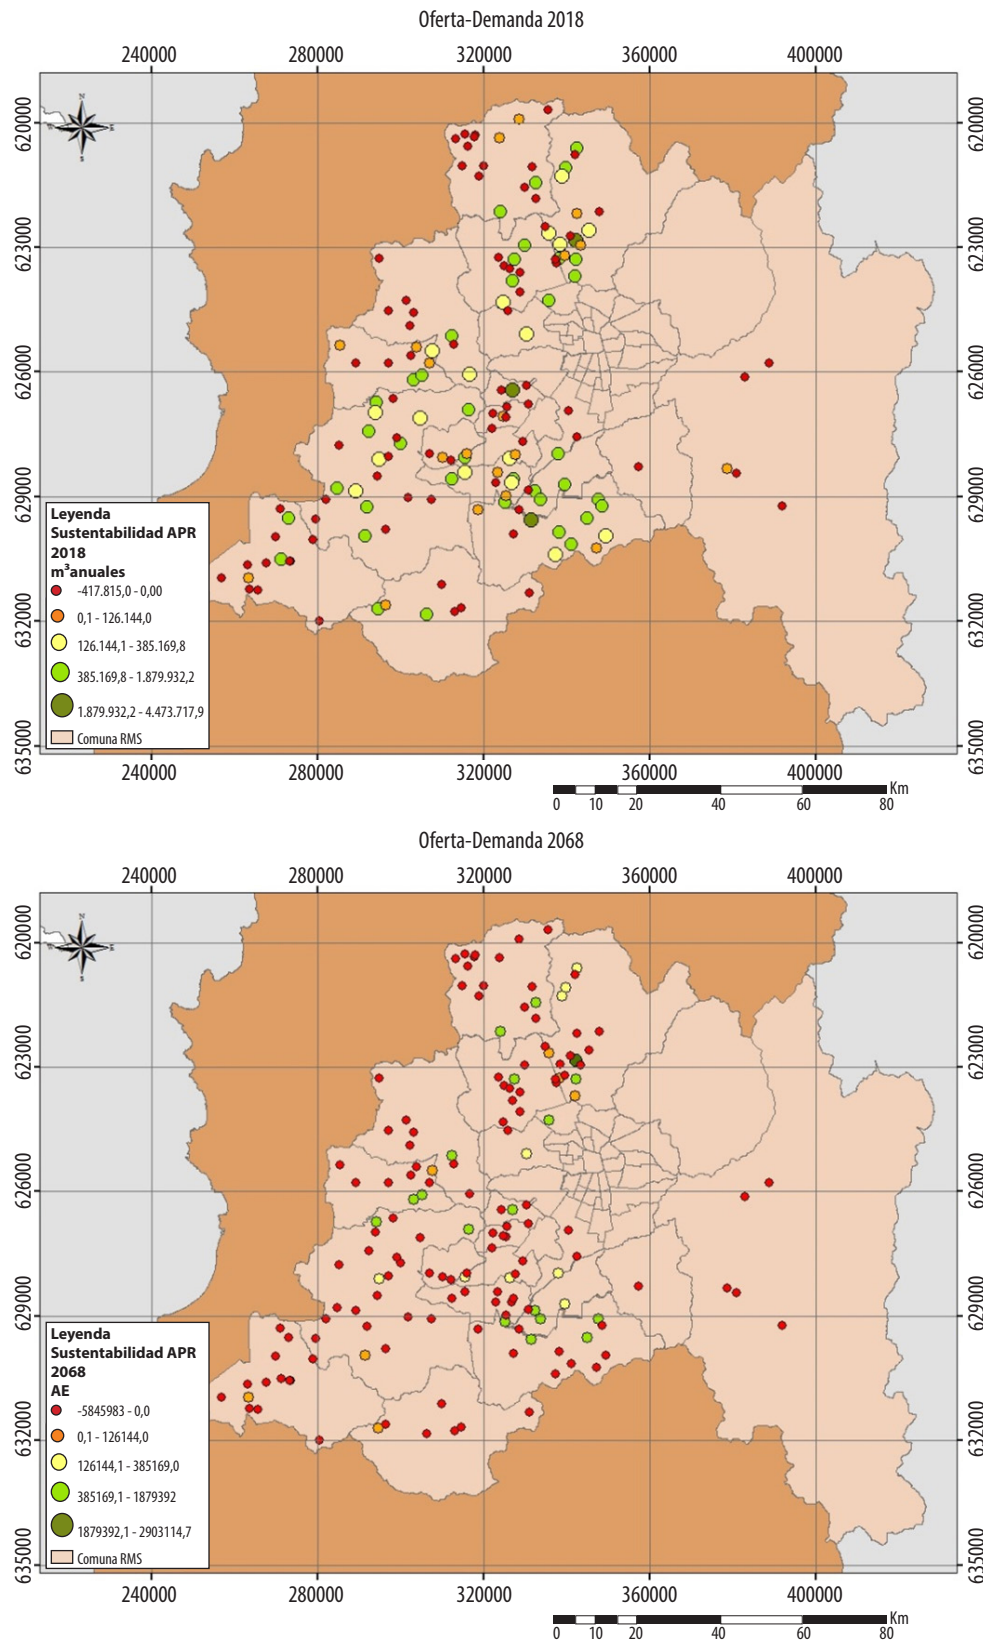 Oferta-Demanda 2018
240000 280000 320000 360000 400000
N
S
620000 620000
623000 623000
626000 626000
629000 629000
632000 632000
635000 635000
Leyenda
Sustentabilidad APR
2018
m³anuales
-417.815,0 - 0,00
0,1 - 126.144,0
126.144,1 - 385.169,8
385.169,8 - 1.879.932,2
1.879.932,2 - 4.473.717,9
Comuna RMS
240000 280000 320000 360000 400000
Km
0 10 20 40 60 80
Oferta-Demanda 2068
240000 280000 320000 360000 400000
N
S
620000 620000
623000 623000
626000 626000
629000 629000
632000 632000
635000 635000
Leyenda
Sustentabilidad APR
2068
AE
-5845983 - 0,0
0,1 - 126144,0
126144,1 - 385169,0
385169,1 - 1879392
1879392,1 - 2903114,7
Comuna RMS
240000 280000 320000 360000 400000
Km
0 10 20 40 60 80